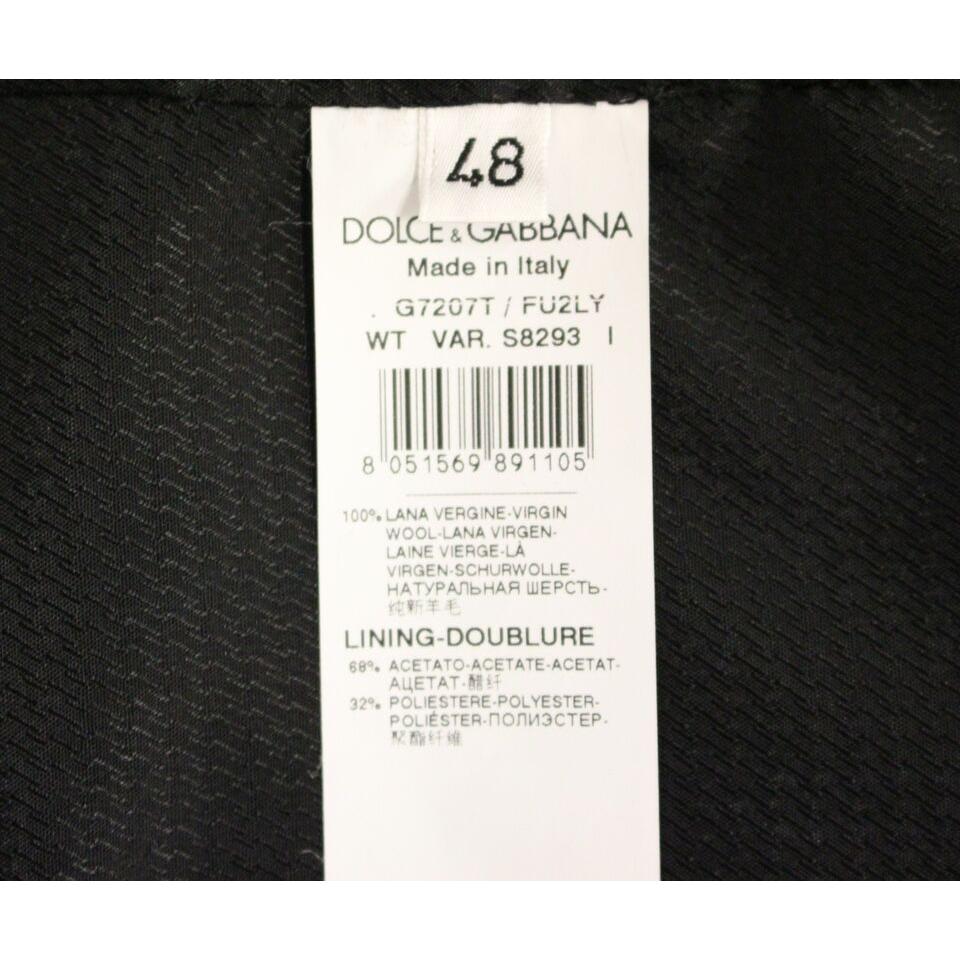 48
DOLCE & GABBANA
Made in Italy
. G7207T / FU2LY
WT VAR. S8293 I
8 051569 891105
100% LANA VERGINE-VIRGIN
WOOL-LANA VIRGEN-
LAINE VIERGE-LÀ
VIRGEN-SCHURWOLLE-
НАТУРАЛЬНАЯ ШЕРСТЬ-
纯新羊毛
LINING-DOUBLURE
68% ACETATO-ACETATE-ACETAT-
АЦЕТАТ-醋纤
32% POLIESTERE-POLYESTER-
POLIÉSTER-ПОЛИЭСТЕР-
聚酯纤维